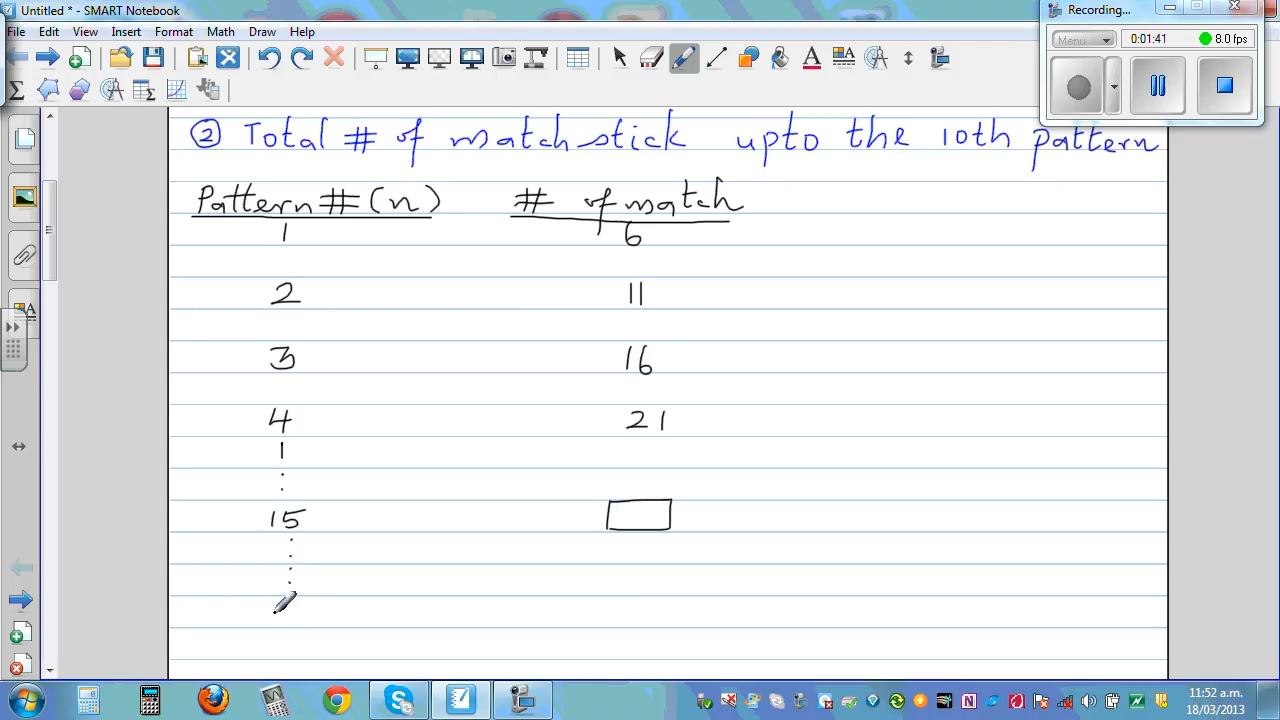 Untitled * - SMART Notebook
Recording...
File Edit View Insert Format Math Draw Help
Menu 0:01:41 8.0 fps
② Total # of matchstick upto the 10th pattern
Pattern # (n) # of match
1 6
2 11
3 16
4 21
15
11:52 a.m.
18/03/2013